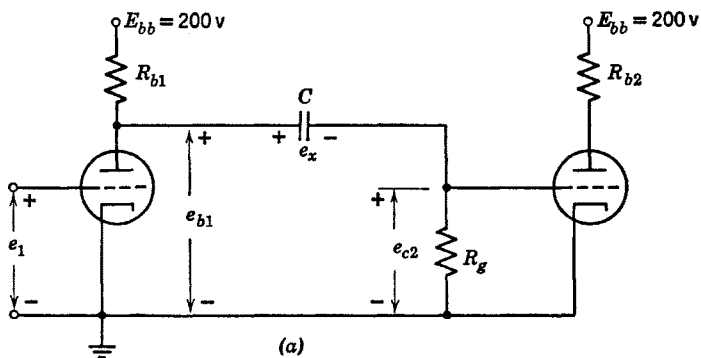 E_bb = 200 v
E_bb = 200 v
R_b1
R_b2
C
+ + −
e_x
+
e_1
−
e_b1
−
+
e_c2
−
R_g
(a)